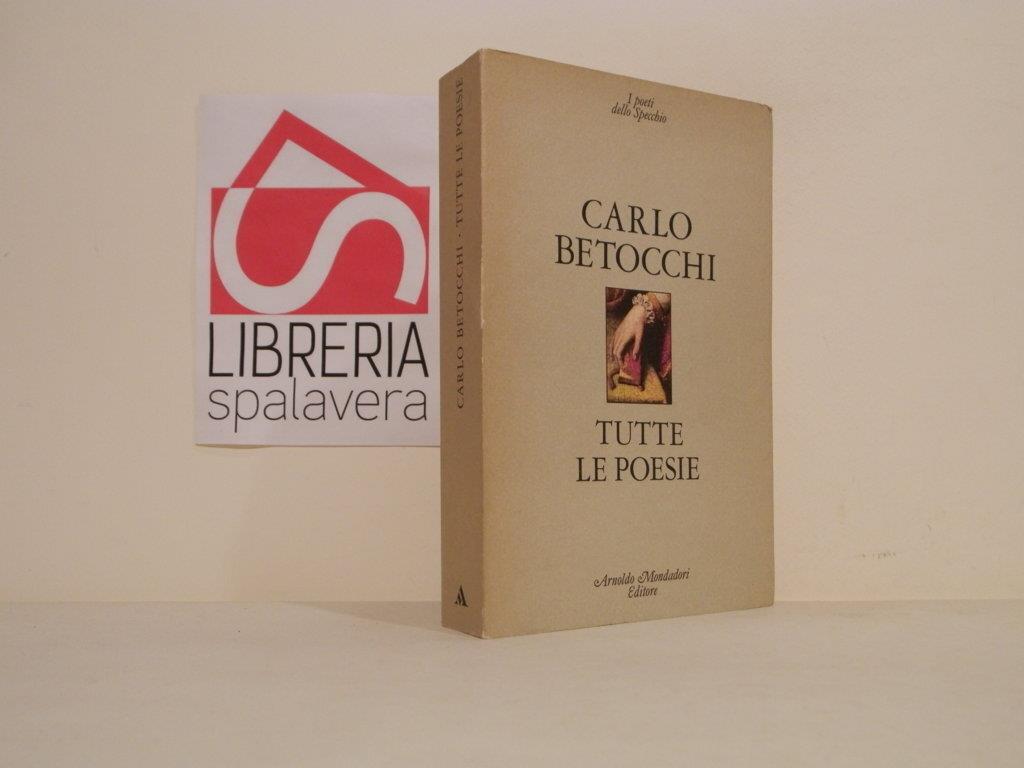 LIBRERIA
spalavera
CARLO BETOCCHI · TUTTE LE POESIE
I poeti
dello Specchio
CARLO
BETOCCHI
TUTTE
LE POESIE
Arnoldo Mondadori
Editore